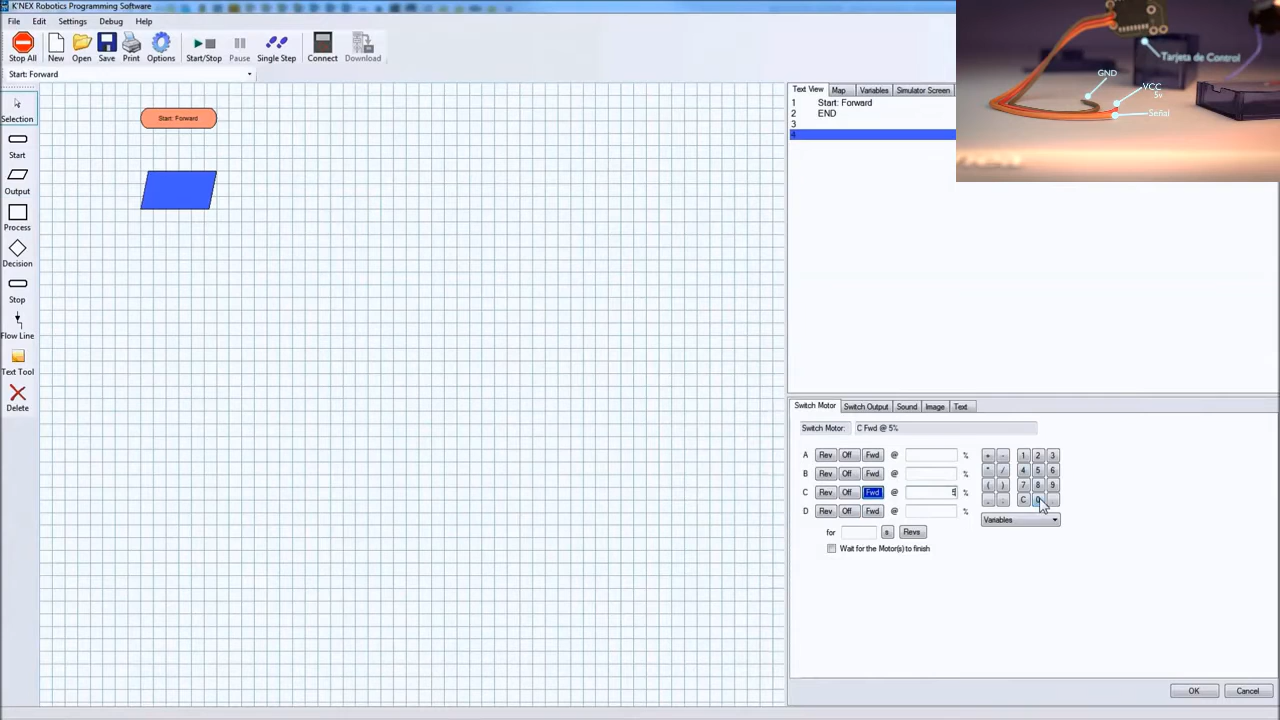 K'NEX Robotics Programming Software
File Edit Settings Debug Help
Stop All New Open Save Print Options Start/Stop Pause Single Step Connect Download
Start: Forward
Selection
Start
Output
Process
Decision
Stop
Flow Line
Text Tool
Delete
Start: Forward
Text View Map Variables Simulator Screen
1 Start: Forward
2 END
3
4
Tarjeta de Control
GND
VCC
5v
Señal
Switch Motor Switch Output Sound Image Text
Switch Motor: C Fwd @ 5%
A Rev Off Fwd @ %
B Rev Off Fwd @ %
C Rev Off Fwd @ 5 %
D Rev Off Fwd @ %
for s Revs
Wait for the Motor(s) to finish
+ - 1 2 3
* / 4 5 6
( ) 7 8 9
C
Variables
OK Cancel